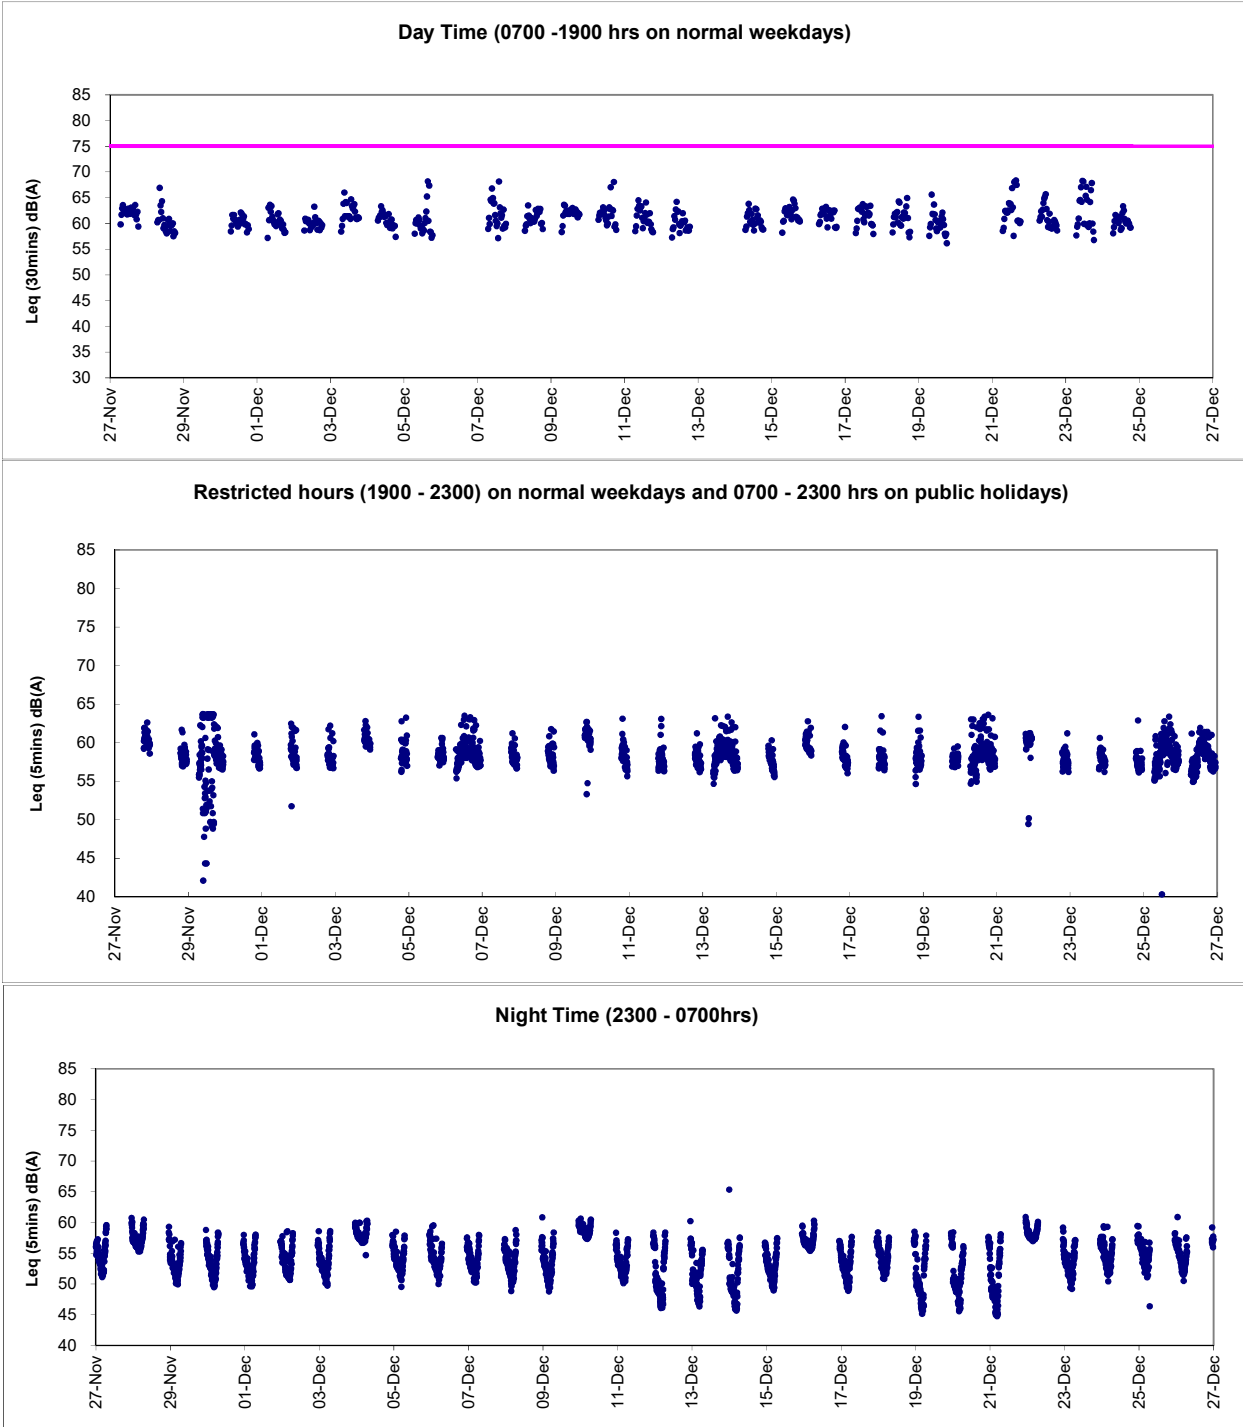 Day Time (0700 -1900 hrs on normal weekdays)
85
80
75
70
65
60
55
50
45
40
35
30
Leq (30mins) dB(A)
27-Nov
29-Nov
01-Dec
03-Dec
05-Dec
07-Dec
09-Dec
11-Dec
13-Dec
15-Dec
17-Dec
19-Dec
21-Dec
23-Dec
25-Dec
27-Dec
Restricted hours (1900 - 2300) on normal weekdays and 0700 - 2300 hrs on public holidays)
85
80
75
70
65
60
55
50
45
40
Leq (5mins) dB(A)
27-Nov
29-Nov
01-Dec
03-Dec
05-Dec
07-Dec
09-Dec
11-Dec
13-Dec
15-Dec
17-Dec
19-Dec
21-Dec
23-Dec
25-Dec
27-Dec
Night Time (2300 - 0700hrs)
85
80
75
70
65
60
55
50
45
40
Leq (5mins) dB(A)
27-Nov
29-Nov
01-Dec
03-Dec
05-Dec
07-Dec
09-Dec
11-Dec
13-Dec
15-Dec
17-Dec
19-Dec
21-Dec
23-Dec
25-Dec
27-Dec